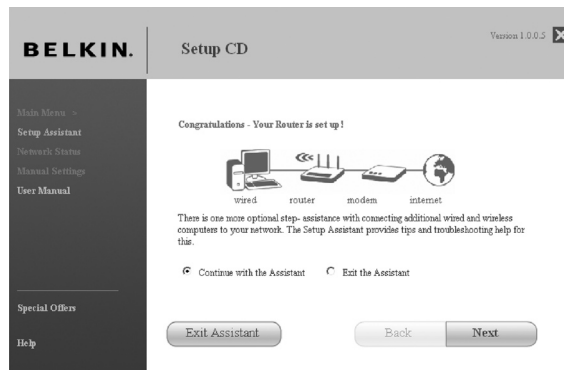 BELKIN.
Setup CD
Version 1.0.0.5
Main Menu >
Setup Assistant
Network Status
Manual Settings
User Manual
Special Offers
Help
Congratulations - Your Router is set up!
wired router modem internet
There is one more optional step- assistance with connecting additional wired and wireless
computers to your network. The Setup Assistant provides tips and troubleshooting help for
this.
Continue with the Assistant Exit the Assistant
Exit Assistant Back Next